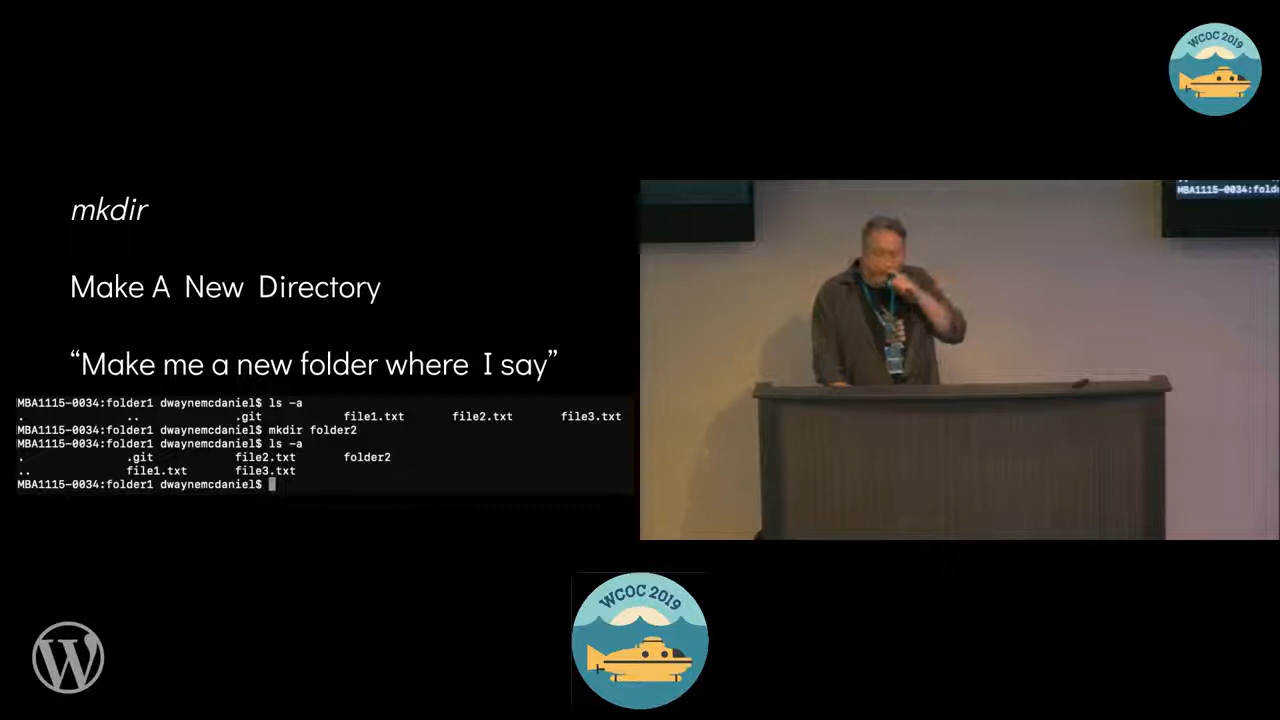 WCOC 2019
mkdir
MBA1115-0034:fold
Make A New Directory
“Make me a new folder where I say”
MBA1115-0034:folder1 dwaynemcdaniel$ ls -a
. .. .git file1.txt file2.txt file3.txt
MBA1115-0034:folder1 dwaynemcdaniel$ mkdir folder2
MBA1115-0034:folder1 dwaynemcdaniel$ ls -a
. .git file2.txt folder2
.. file1.txt file3.txt
MBA1115-0034:folder1 dwaynemcdaniel$
WCOC 2019
W